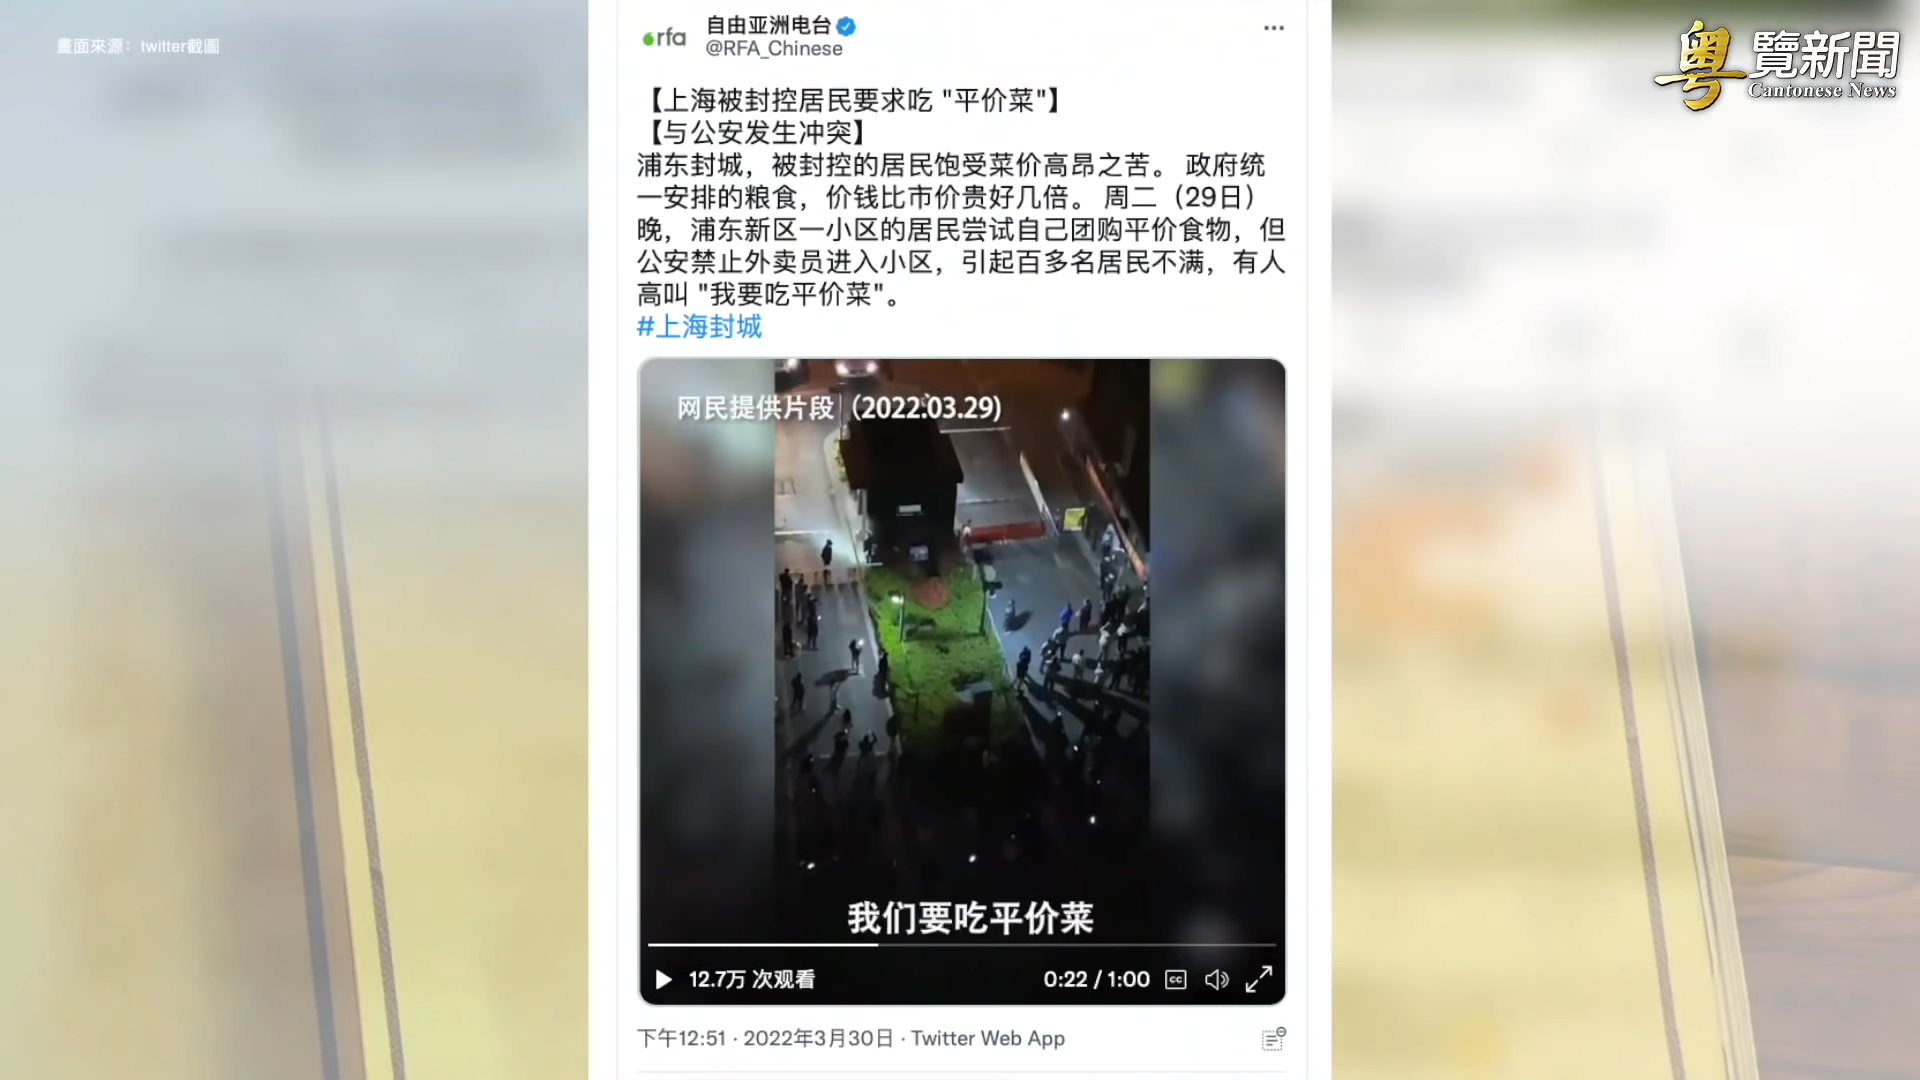 畫面來源：twitter截圖
粤覽新聞
Cantonese News
rfa
自由亚洲电台
@RFA_Chinese
【上海被封控居民要求吃 "平价菜"】
【与公安发生冲突】
浦东封城，被封控的居民饱受菜价高昂之苦。 政府统
一安排的粮食，价钱比市价贵好几倍。 周二（29日）
晚，浦东新区一小区的居民尝试自己团购平价食物，但
公安禁止外卖员进入小区，引起百多名居民不满，有人
高叫 "我要吃平价菜"。
#上海封城
网民提供片段（2022.03.29)
我们要吃平价菜
12.7万 次观看
0:22 / 1:00
CC
下午12:51 · 2022年3月30日 · Twitter Web App